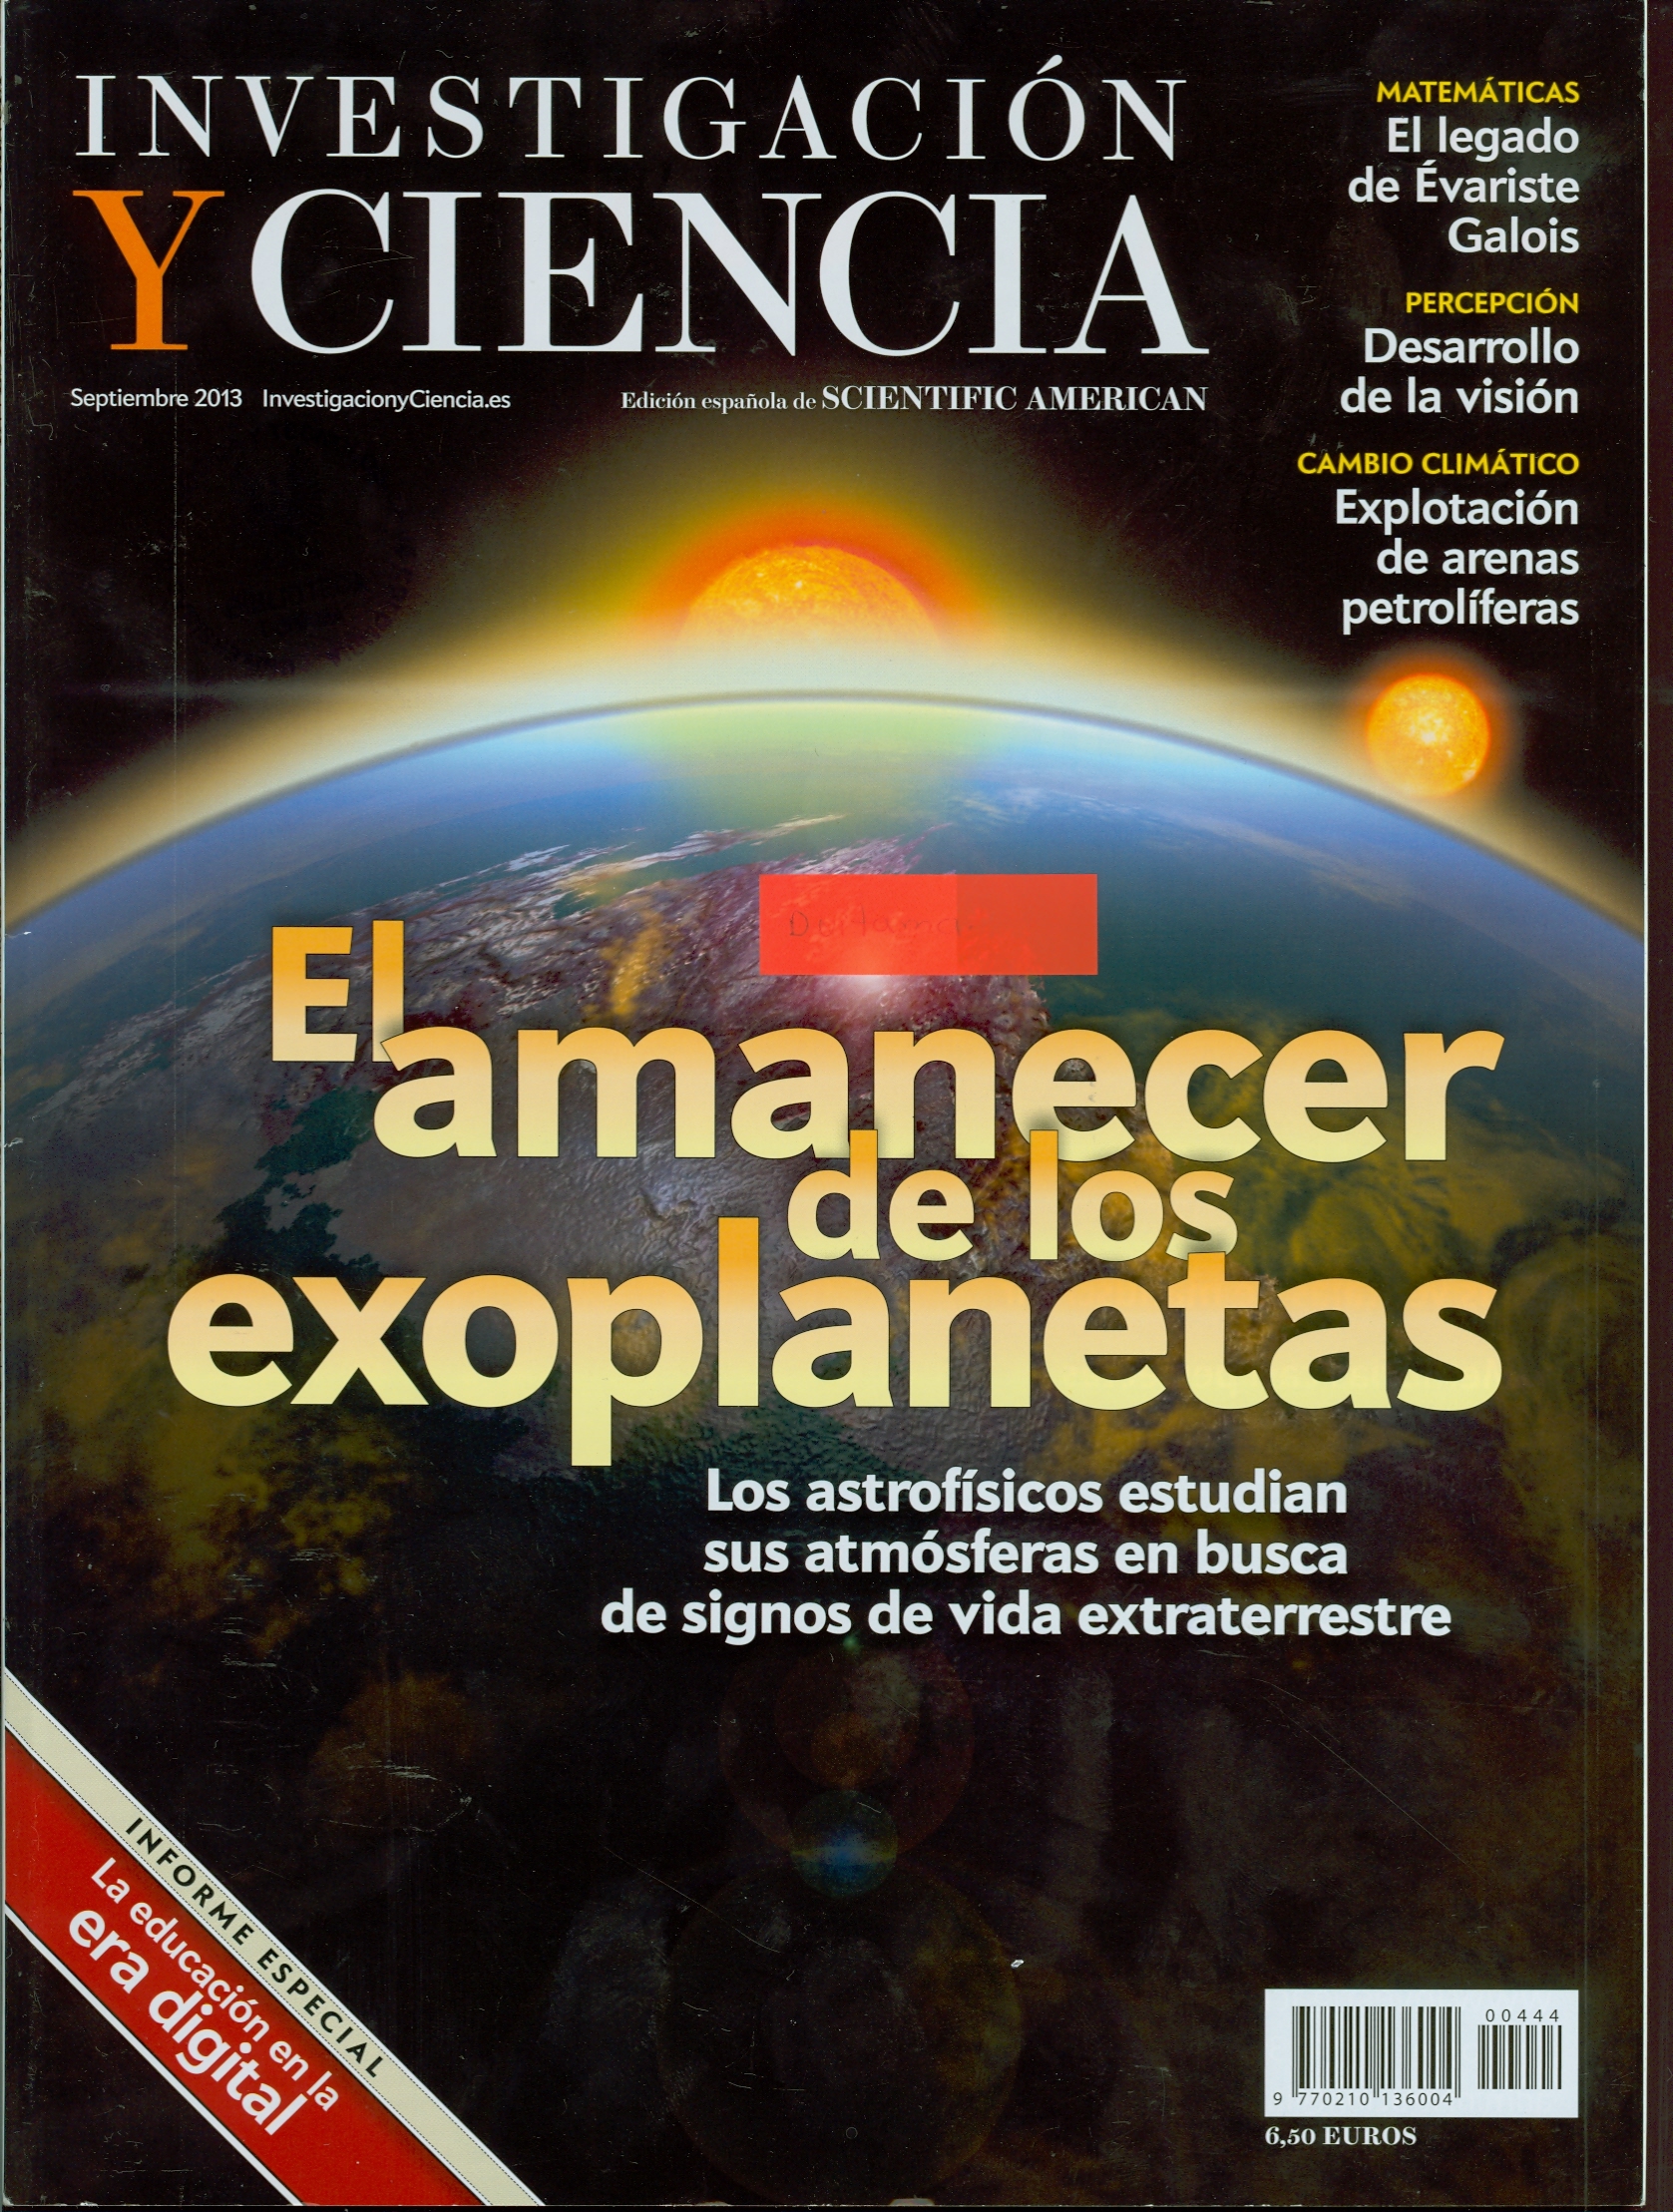 INVESTIGACIÓN
Y CIENCIA
Septiembre 2013 InvestigacionyCiencia.es
Edición española de SCIENTIFIC AMERICAN
MATEMÁTICAS
El legado
de Évariste
Galois
PERCEPCIÓN
Desarrollo
de la visión
CAMBIO CLIMÁTICO
Explotación
de arenas
petrolíferas
El
amanecer
de los
exoplanetas
Los astrofísicos estudian
sus atmósferas en busca
de signos de vida extraterrestre
INFORME ESPECIAL
La educación en la
era digital
00444
9 770210 136004
6,50 EUROS